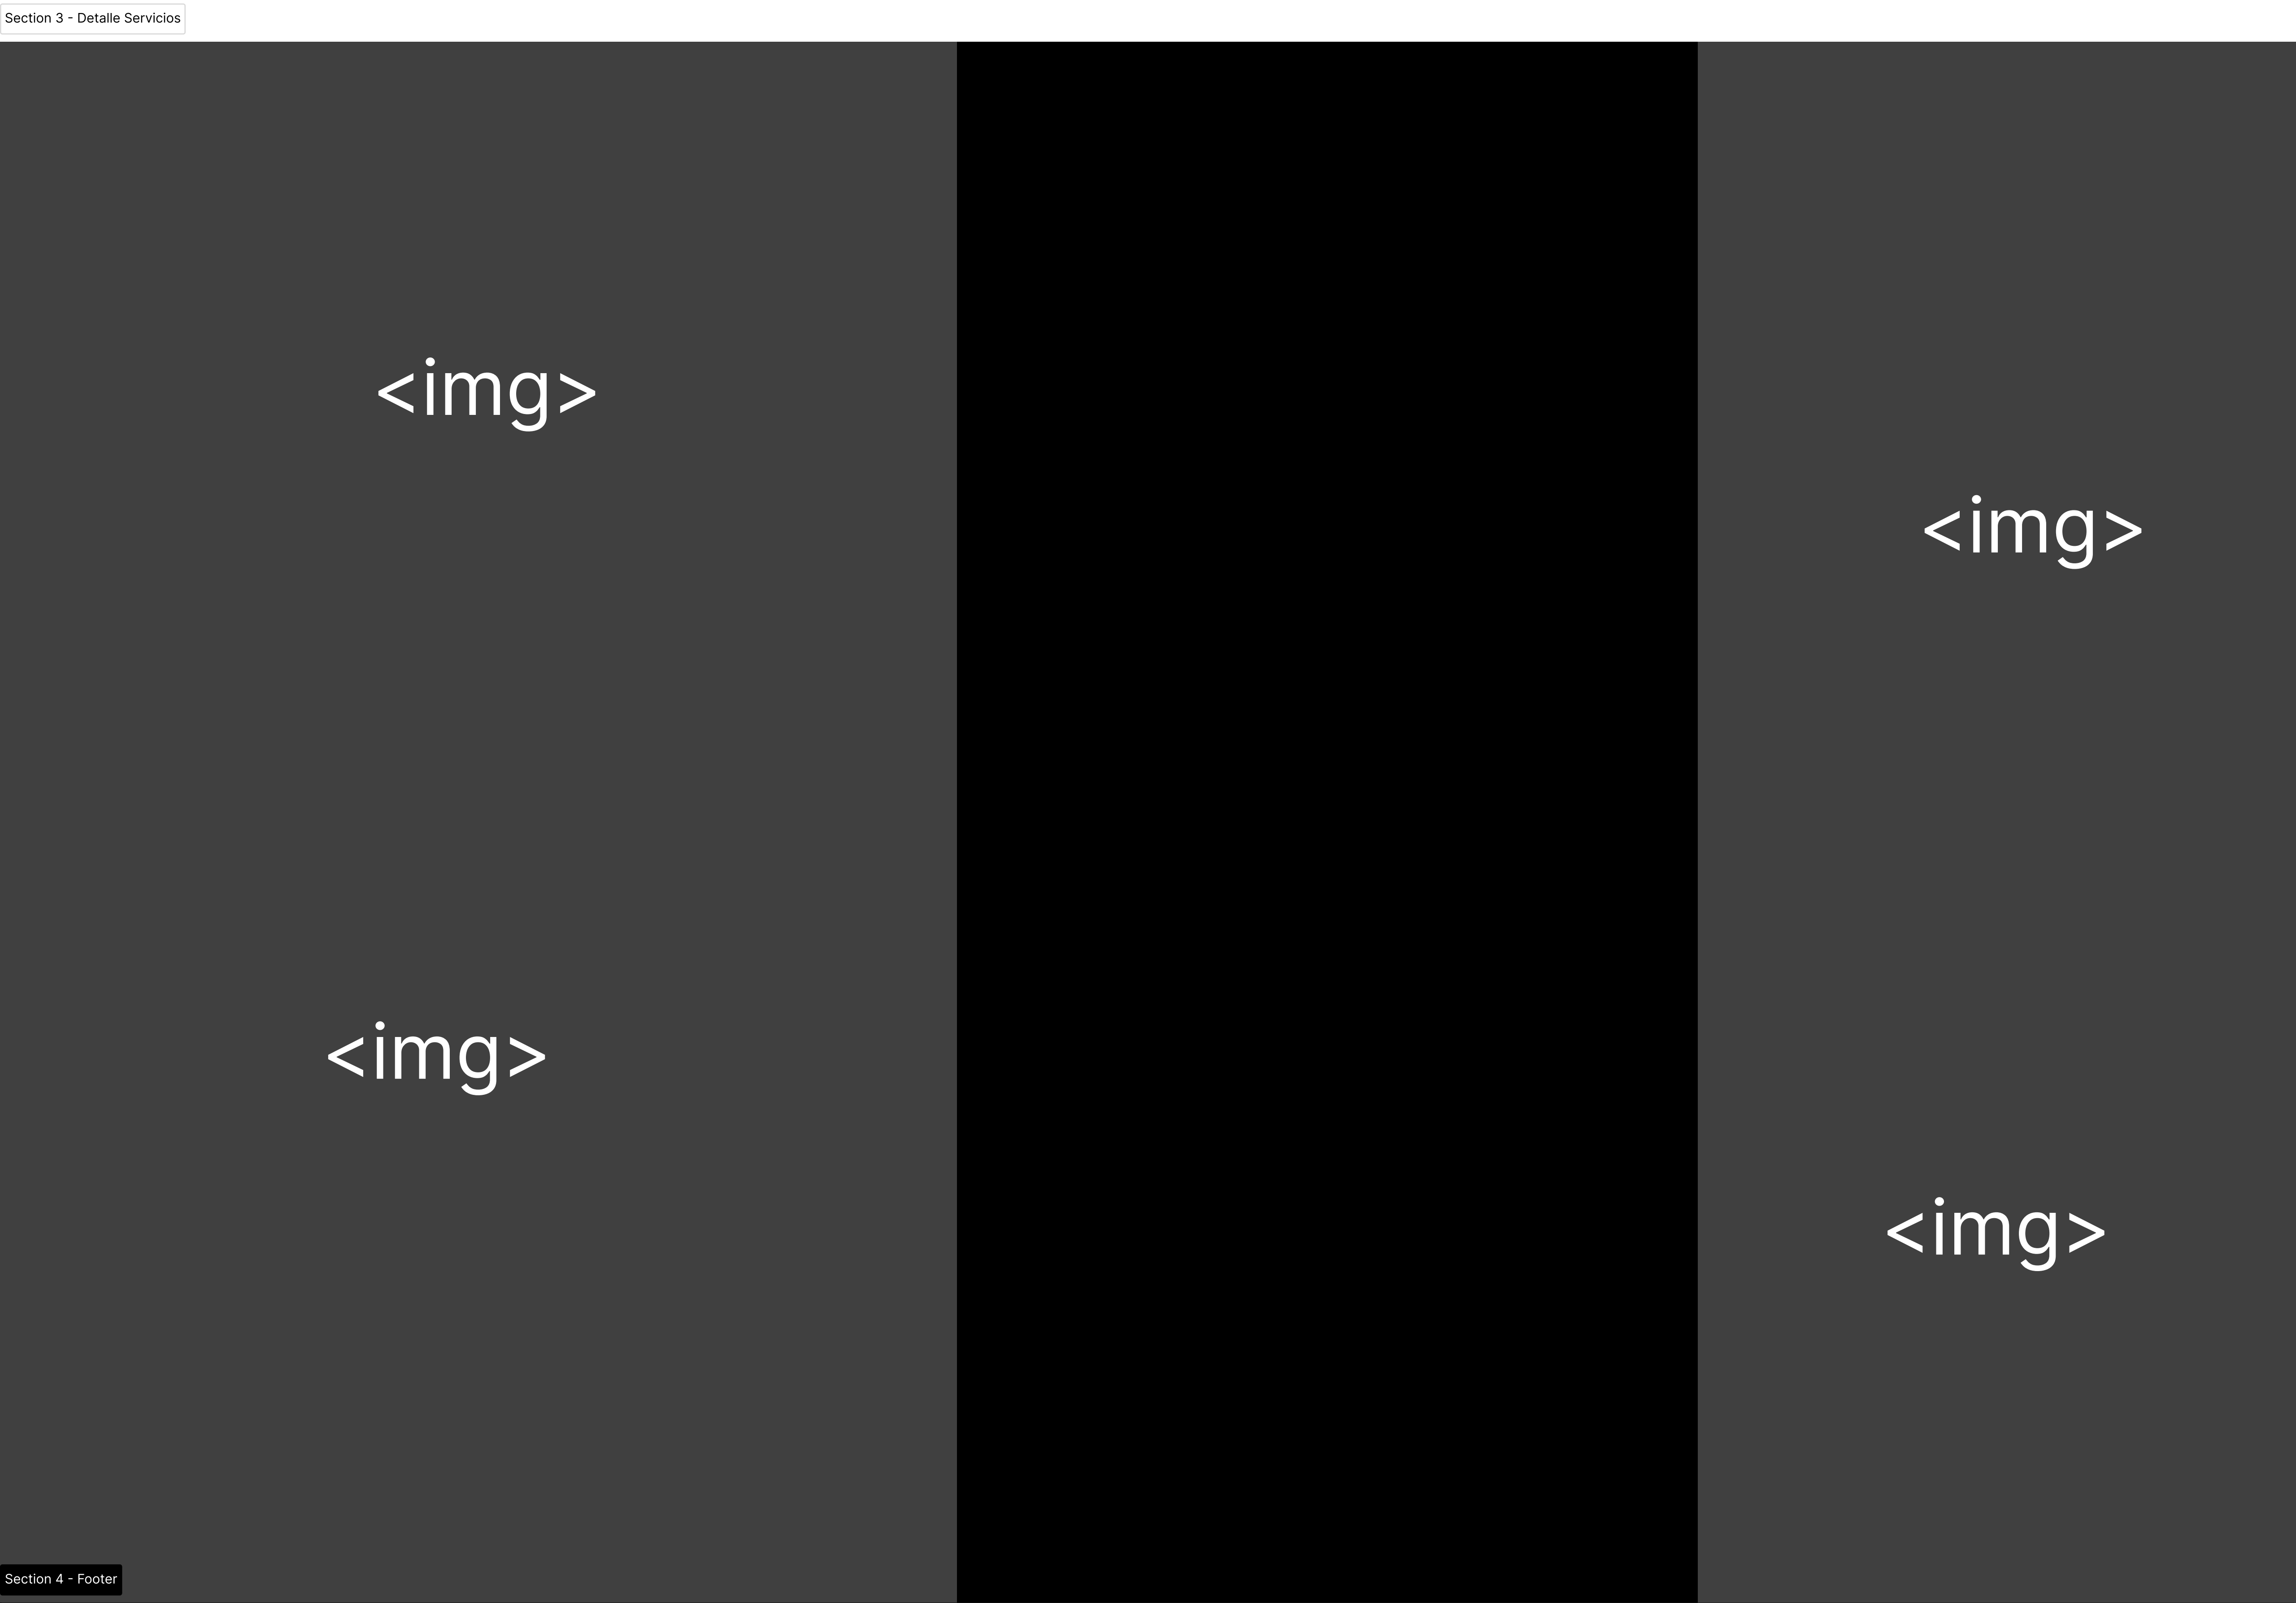 Section 3 - Detalle Servicios
<img>
<img>
<img>
<img>
Section 4 - Footer